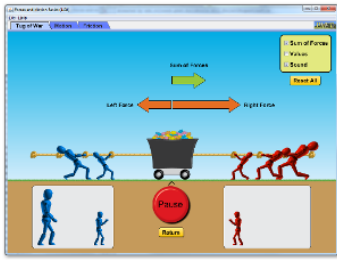 Forces and Motion: Basics (1.01)
Tug of War Motion Friction
Sum of Forces
Values
Sound
Reset All
Sum of Forces
Left Force
Right Force
Pause
Return